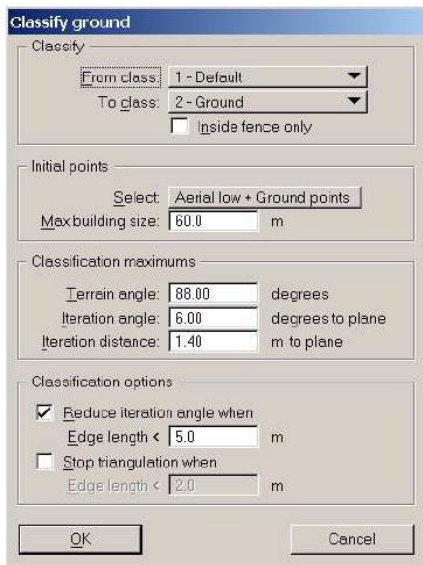 Classify ground
Classify
From class: 1 - Default
To class: 2 - Ground
Inside fence only
Initial points
Select: Aerial low + Ground points
Max building size: 60.0 m
Classification maximums
Terrain angle: 88.00 degrees
Iteration angle: 6.00 degrees to plane
Iteration distance: 1.40 m to plane
Classification options
Reduce iteration angle when
Edge length < 5.0 m
Stop triangulation when
Edge length < 2.0 m
OK Cancel